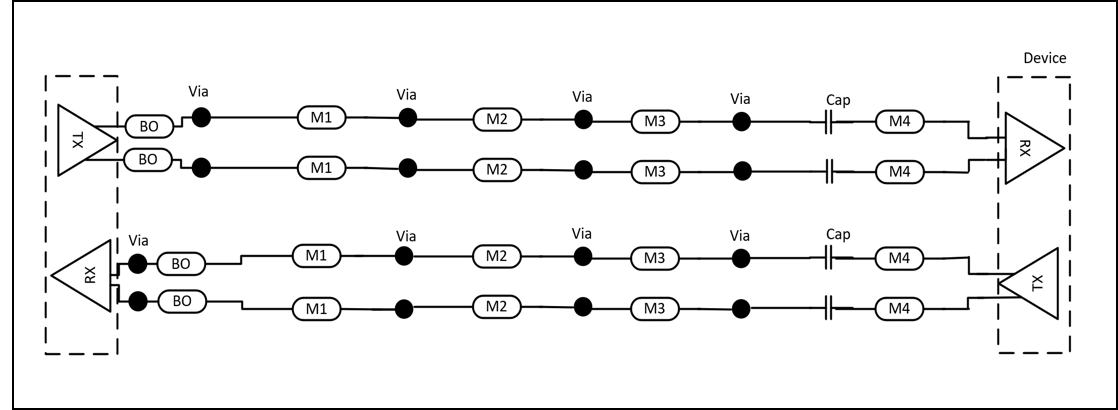 Device
Via Via Via Via Cap
TX BO M1 M2 M3 M4 RX
BO M1 M2 M3 M4
Via Via Via Via Cap
RX BO M1 M2 M3 M4 TX
BO M1 M2 M3 M4